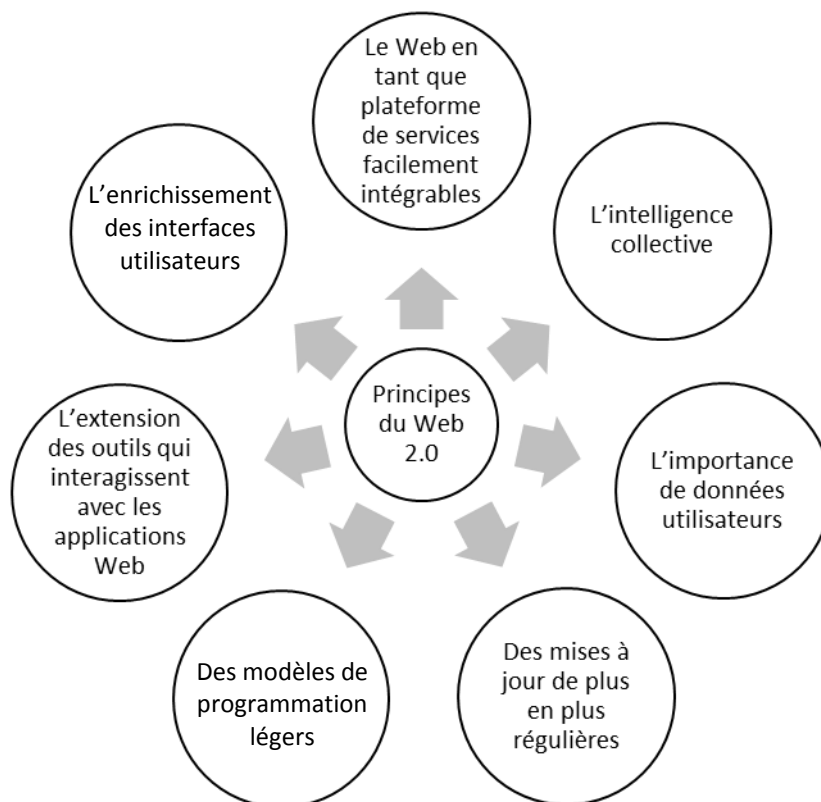 Le Web en
tant que
plateforme
de services
facilement
intégrables
L'intelligence
collective
L'importance
de données
utilisateurs
Des mises à
jour de plus
en plus
régulières
Des modèles de
programmation
légers
L'extension
des outils qui
interagissent
avec les
applications
Web
L'enrichissement
des interfaces
utilisateurs
Principes
du Web
2.0